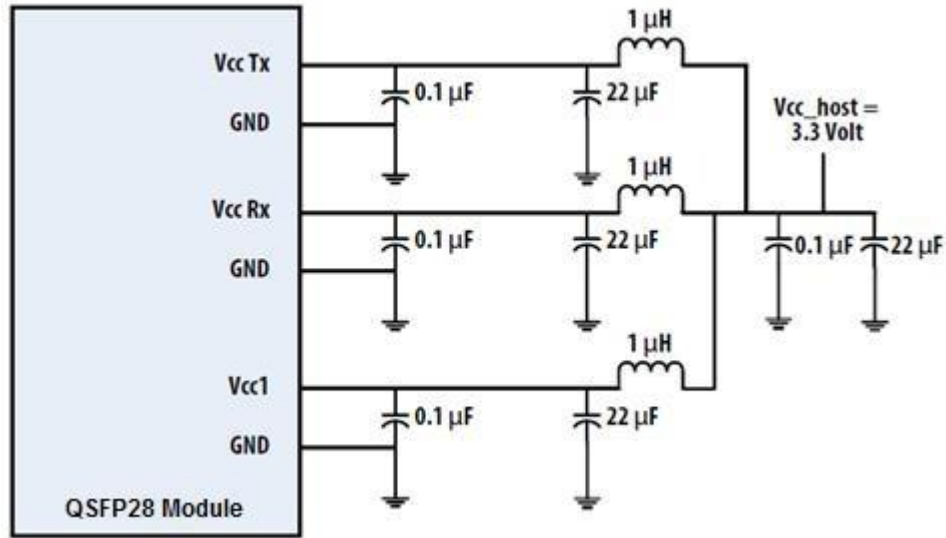 1 μH
Vcc Tx
0.1 μF
22 μF
Vcc_host =
3.3 Volt
GND
1 μH
Vcc Rx
0.1 μF
22 μF
0.1 μF
22 μF
GND
1 μH
Vcc1
0.1 μF
22 μF
GND
QSFP28 Module